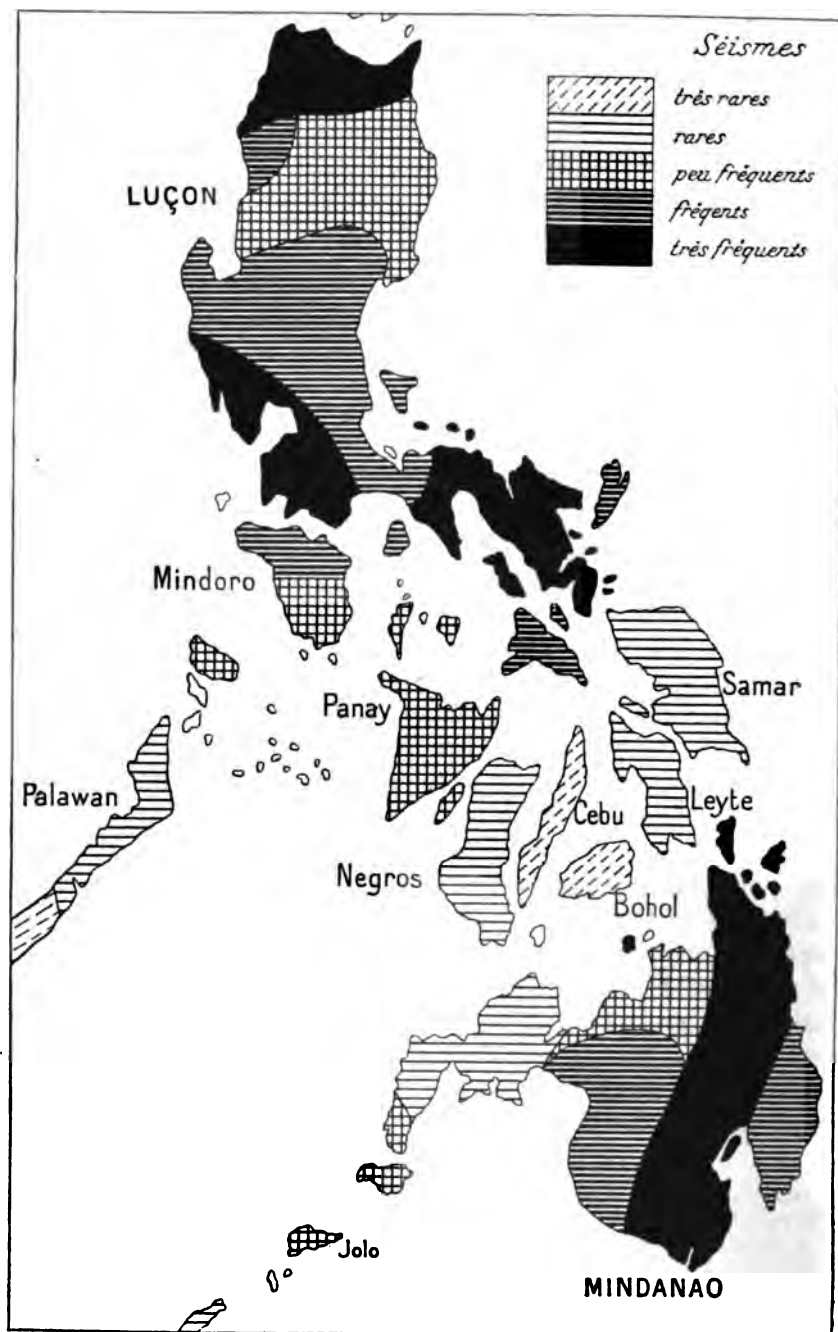 Séismes
très rares
rares
peu fréquents
frégents
très fréquents
LUÇON
Mindoro
Samar
Panay
Palawan
Cebu
Leyte
Negros
Bohol
Jolo
MINDANAO